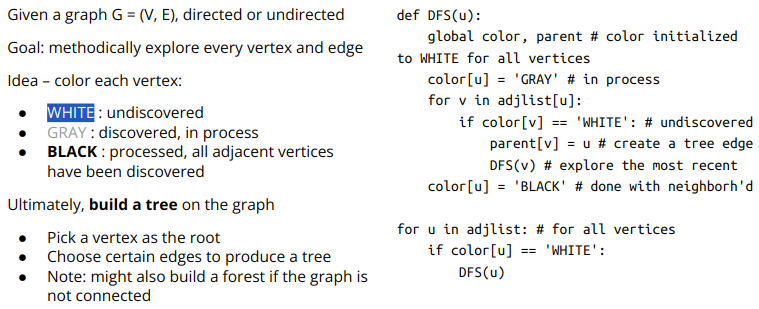 Given a graph G = (V, E), directed or undirected
Goal: methodically explore every vertex and edge
Idea – color each vertex:
● WHITE : undiscovered
● GRAY : discovered, in process
● BLACK : processed, all adjacent vertices
have been discovered
Ultimately, build a tree on the graph
● Pick a vertex as the root
● Choose certain edges to produce a tree
● Note: might also build a forest if the graph is
not connected
def DFS(u):
    global color, parent # color initialized
to WHITE for all vertices
    color[u] = 'GRAY' # in process
    for v in adjlist[u]:
        if color[v] == 'WHITE': # undiscovered
            parent[v] = u # create a tree edge
            DFS(v) # explore the most recent
    color[u] = 'BLACK' # done with neighborh'd
for u in adjlist: # for all vertices
    if color[u] == 'WHITE':
        DFS(u)